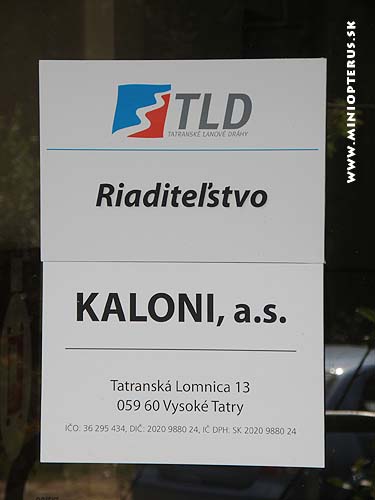 TLD
TATRANSKÉ LANOVÉ DRÁHY
Riaditeľstvo
KALONI, a.s.
Tatranská Lomnica 13
059 60 Vysoké Tatry
IČO: 36 295 434, DIČ: 2020 9880 24, IČ DPH: SK 2020 9880 24
WWW.MINIOPTERUS.SK